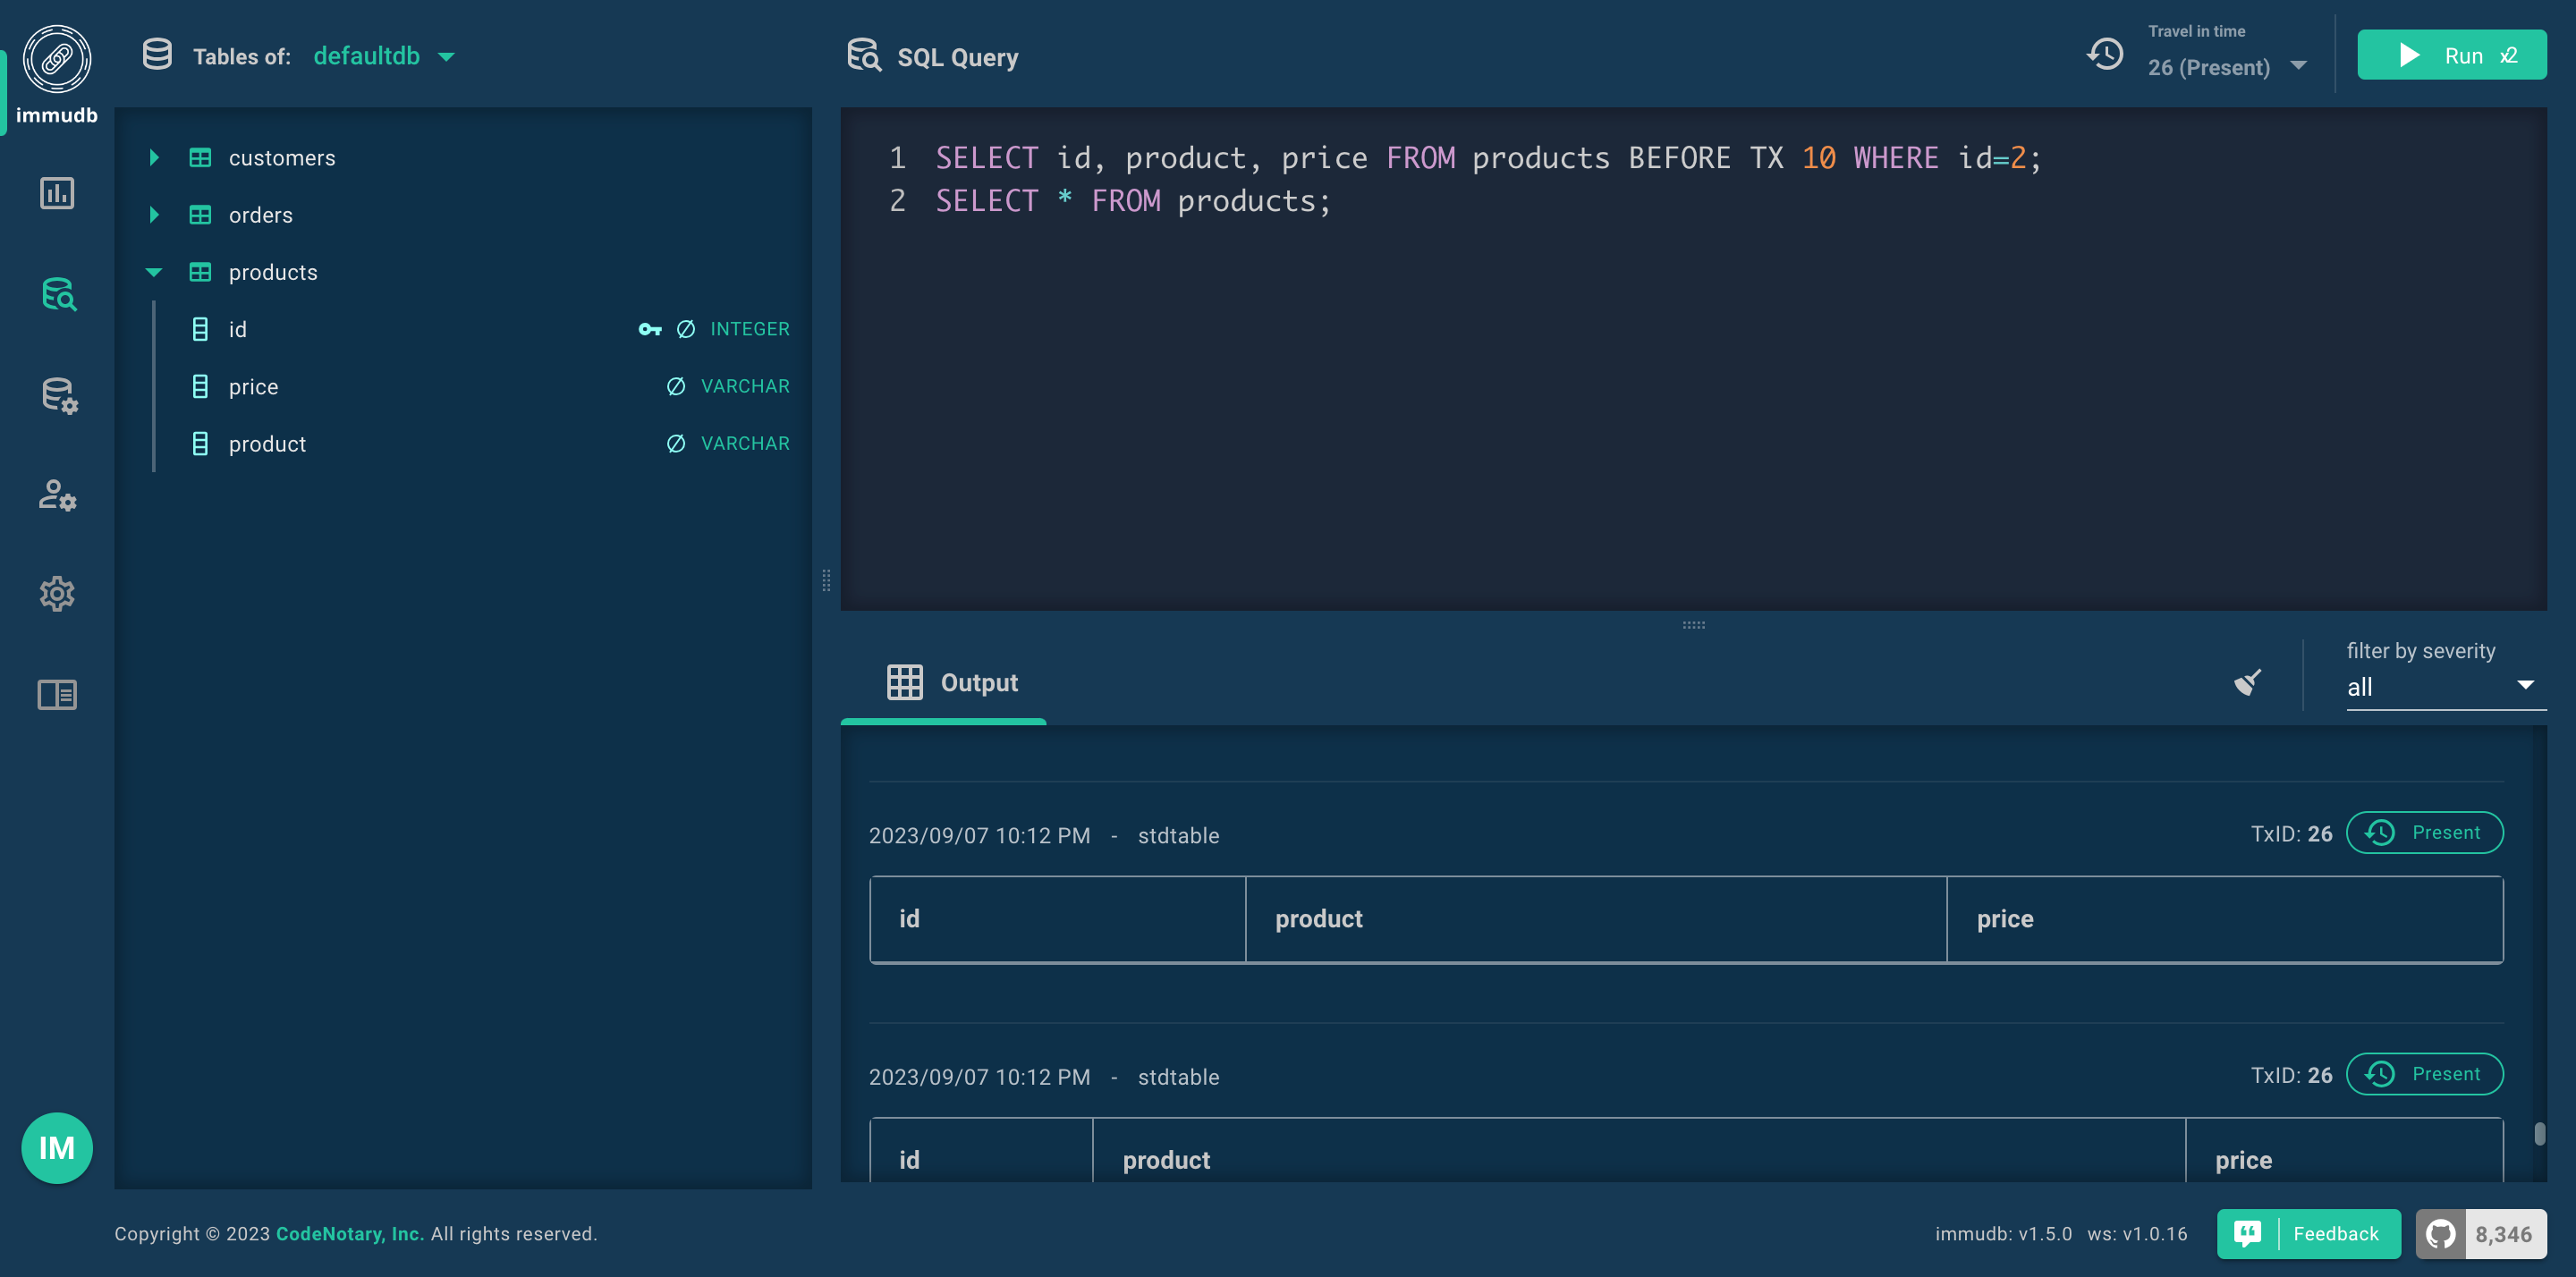 immudb
Tables of: defaultdb
customers
orders
products
id INTEGER
price VARCHAR
product VARCHAR
IM
SQL Query
Travel in time
26 (Present)
Run x2
1 SELECT id, product, price FROM products BEFORE TX 10 WHERE id=2;
2 SELECT * FROM products;
Output
filter by severity
all
2023/09/07 10:12 PM - stdtable TxID: 26 Present
id product price
2023/09/07 10:12 PM - stdtable TxID: 26 Present
id product price
Copyright © 2023 CodeNotary, Inc. All rights reserved.
immudb: v1.5.0 ws: v1.0.16
Feedback
8,346